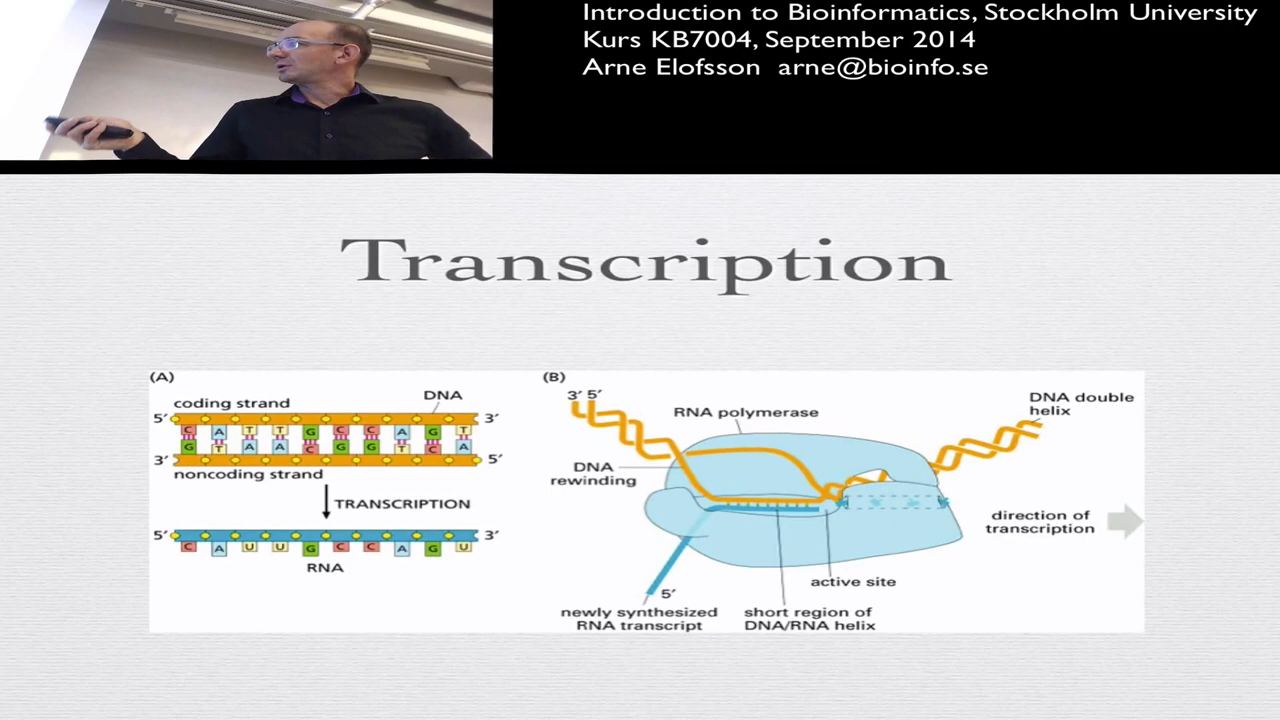 Introduction to Bioinformatics, Stockholm University
Kurs KB7004, September 2014
Arne Elofsson arne@bioinfo.se
Transcription
(A)
coding strand
DNA
5′ 3′
C A T T G C C A G T
G T A A C G G T C A
3′ 5′
noncoding strand
TRANSCRIPTION
5′ 3′
C A U U G C C A G U
RNA
(B)
3′ 5′
RNA polymerase
DNA double
helix
DNA
rewinding
direction of
transcription
active site
5′
newly synthesized
RNA transcript
short region of
DNA/RNA helix